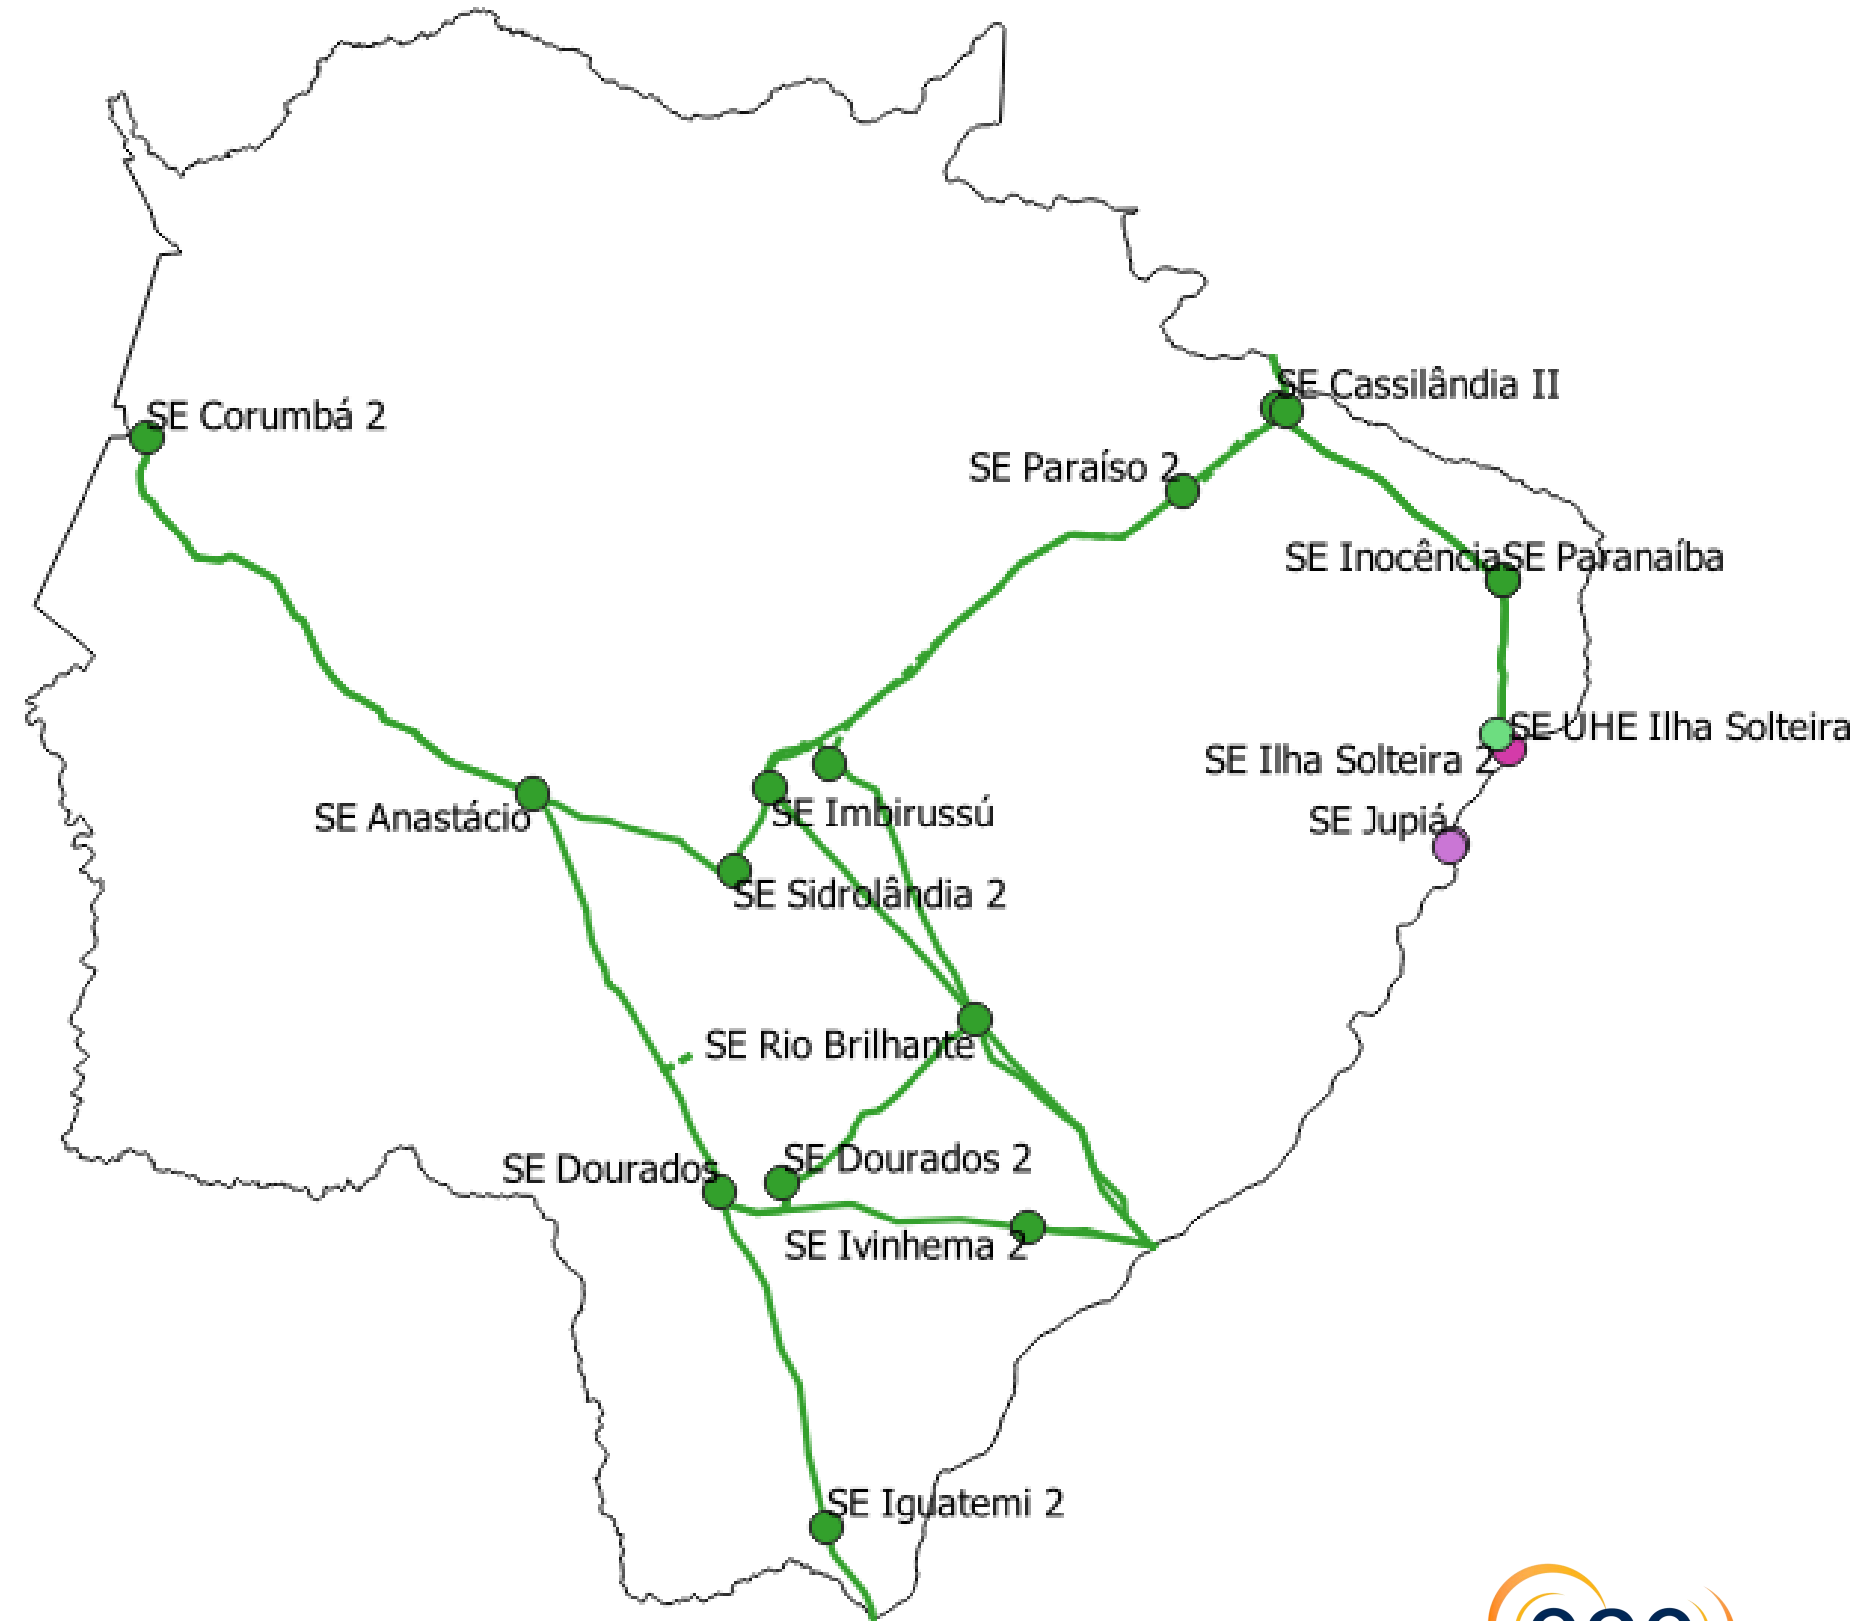 SE Cassilândia II
SE Corumbá 2
SE Paraíso 2
SE Inocência
SE Paranaíba
SE UHE Ilha Solteira
SE Ilha Solteira 2
SE Jupiá
SE Anastácio
SE Imbirussú
SE Sidrolândia 2
SE Rio Brilhante
SE Dourados
SE Dourados 2
SE Ivinhema 2
SE Iguatemi 2